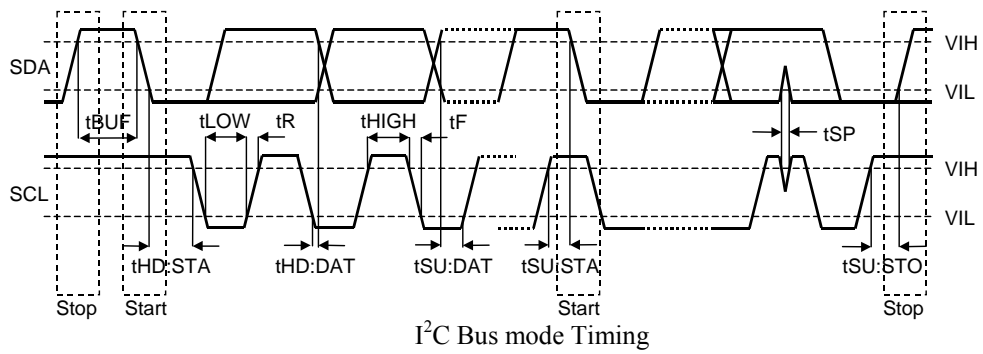 VIH
SDA
VIL
tBUF tLOW tR tHIGH tF tSP
VIH
SCL
VIL
tHD:STA tHD:DAT tSU:DAT tSU:STA tSU:STO
Stop Start Start Stop
I²C Bus mode Timing